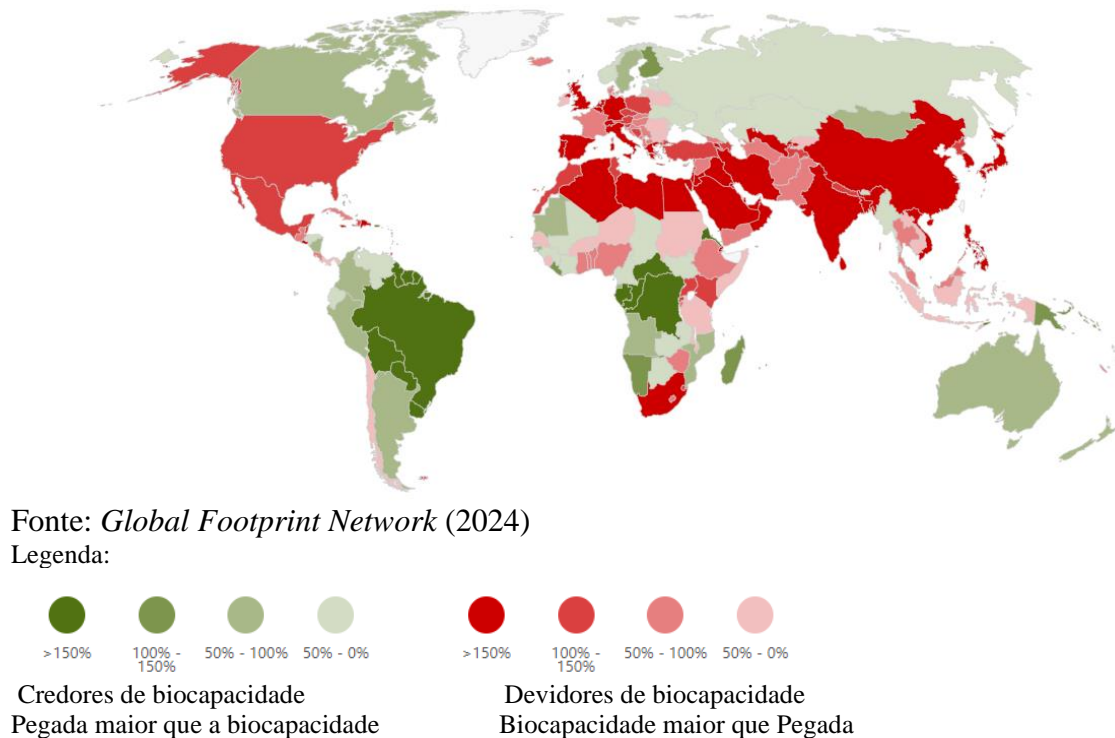 Fonte: Global Footprint Network (2024)
Legenda:
>150% 100% - 150% 50% - 100% 50% - 0% >150% 100% - 150% 50% - 100% 50% - 0%
Credores de biocapacidade Devidores de biocapacidade
Pegada maior que a biocapacidade Biocapacidade maior que Pegada